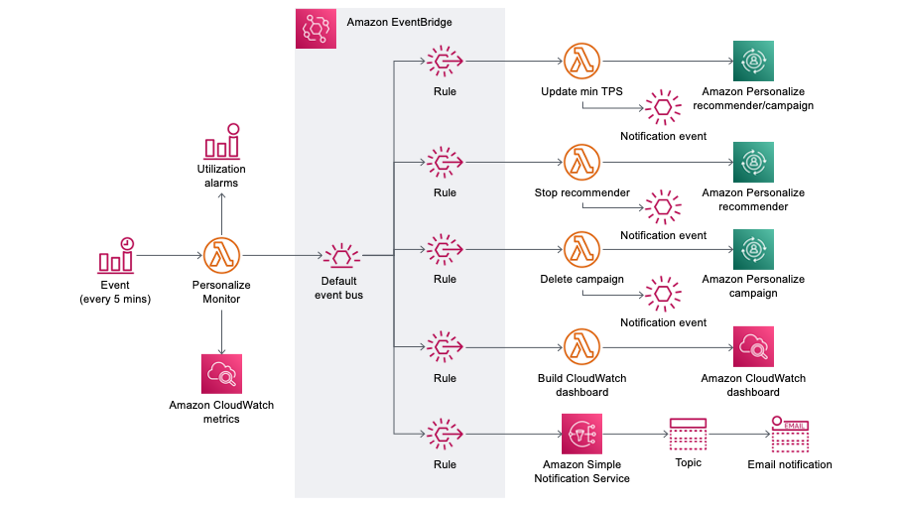 Amazon EventBridge
Rule
Update min TPS
Amazon Personalize
recommender/campaign
Notification event
Utilization
alarms
Rule
Stop recommender
Amazon Personalize
recommender
Notification event
Event
(every 5 mins)
Personalize
Monitor
Default
event bus
Rule
Delete campaign
Amazon Personalize
campaign
Notification event
Amazon CloudWatch
metrics
Rule
Build CloudWatch
dashboard
Amazon CloudWatch
dashboard
Rule
Amazon Simple
Notification Service
Topic
EMAIL
Email notification